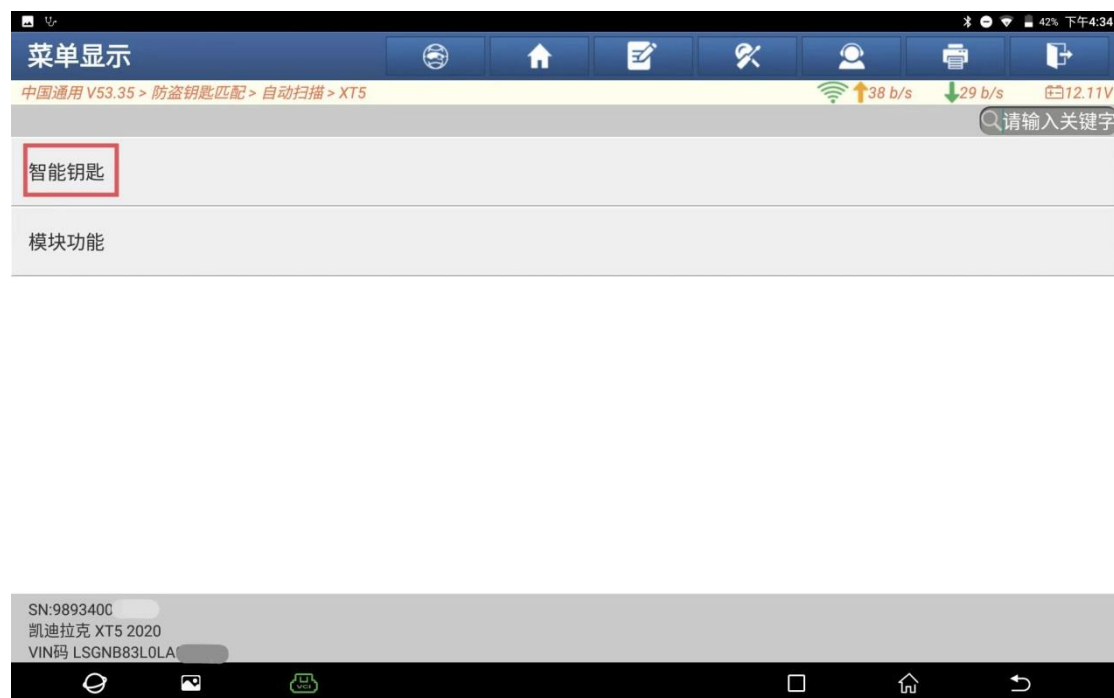 42% 下午4:34
菜单显示
中国通用 V53.35 > 防盗钥匙匹配 > 自动扫描 > XT5 38 b/s 29 b/s 12.11V
请输入关键字
智能钥匙
模块功能
SN:9893400
凯迪拉克 XT5 2020
VIN码 LSGNB83L0LA
VCI